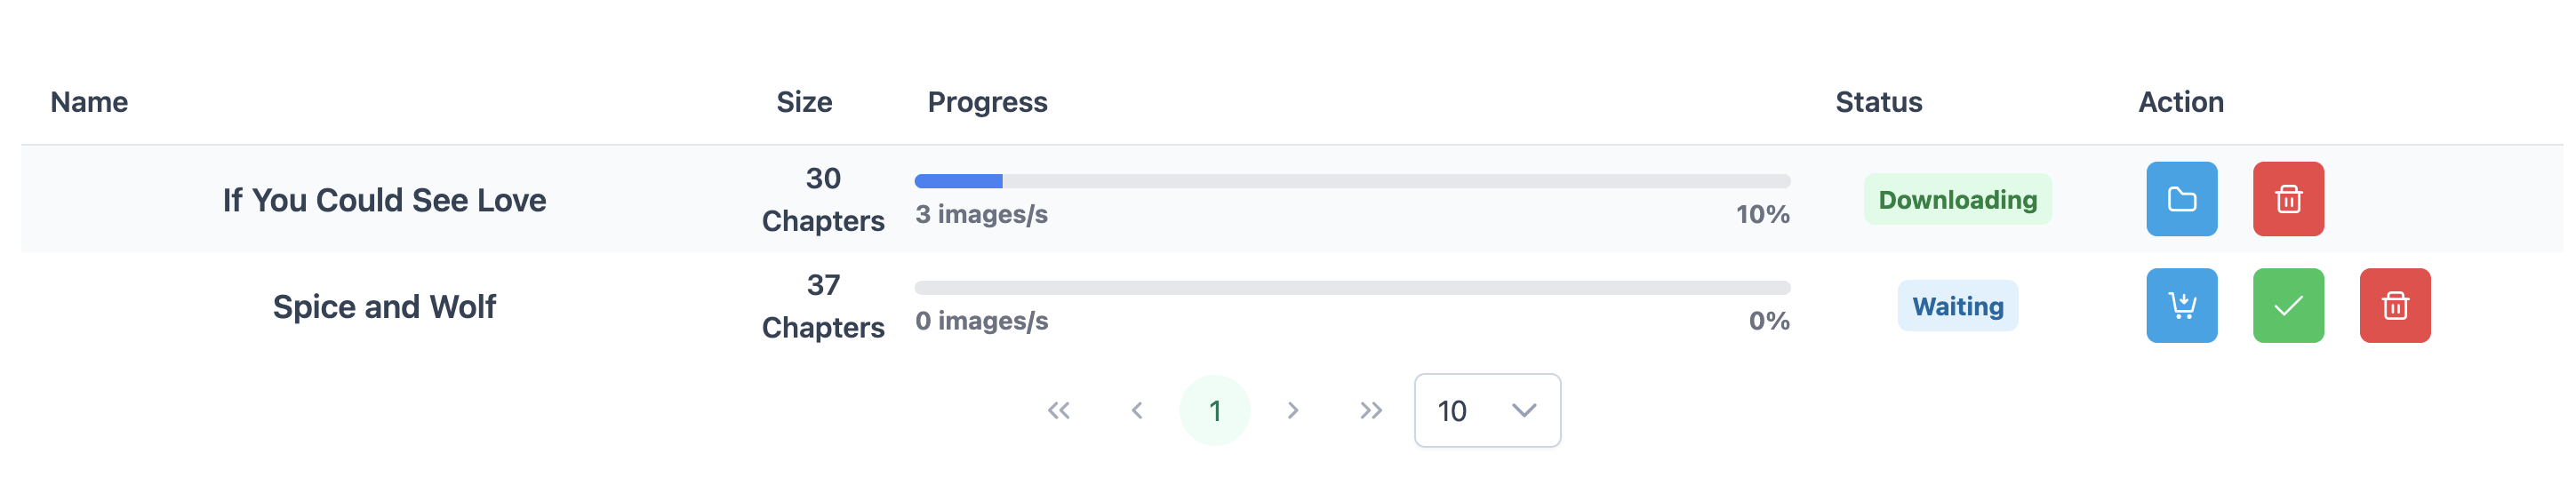 Name Size Progress Status Action
If You Could See Love 30 Chapters 3 images/s 10% Downloading
Spice and Wolf 37 Chapters 0 images/s 0% Waiting
1 10